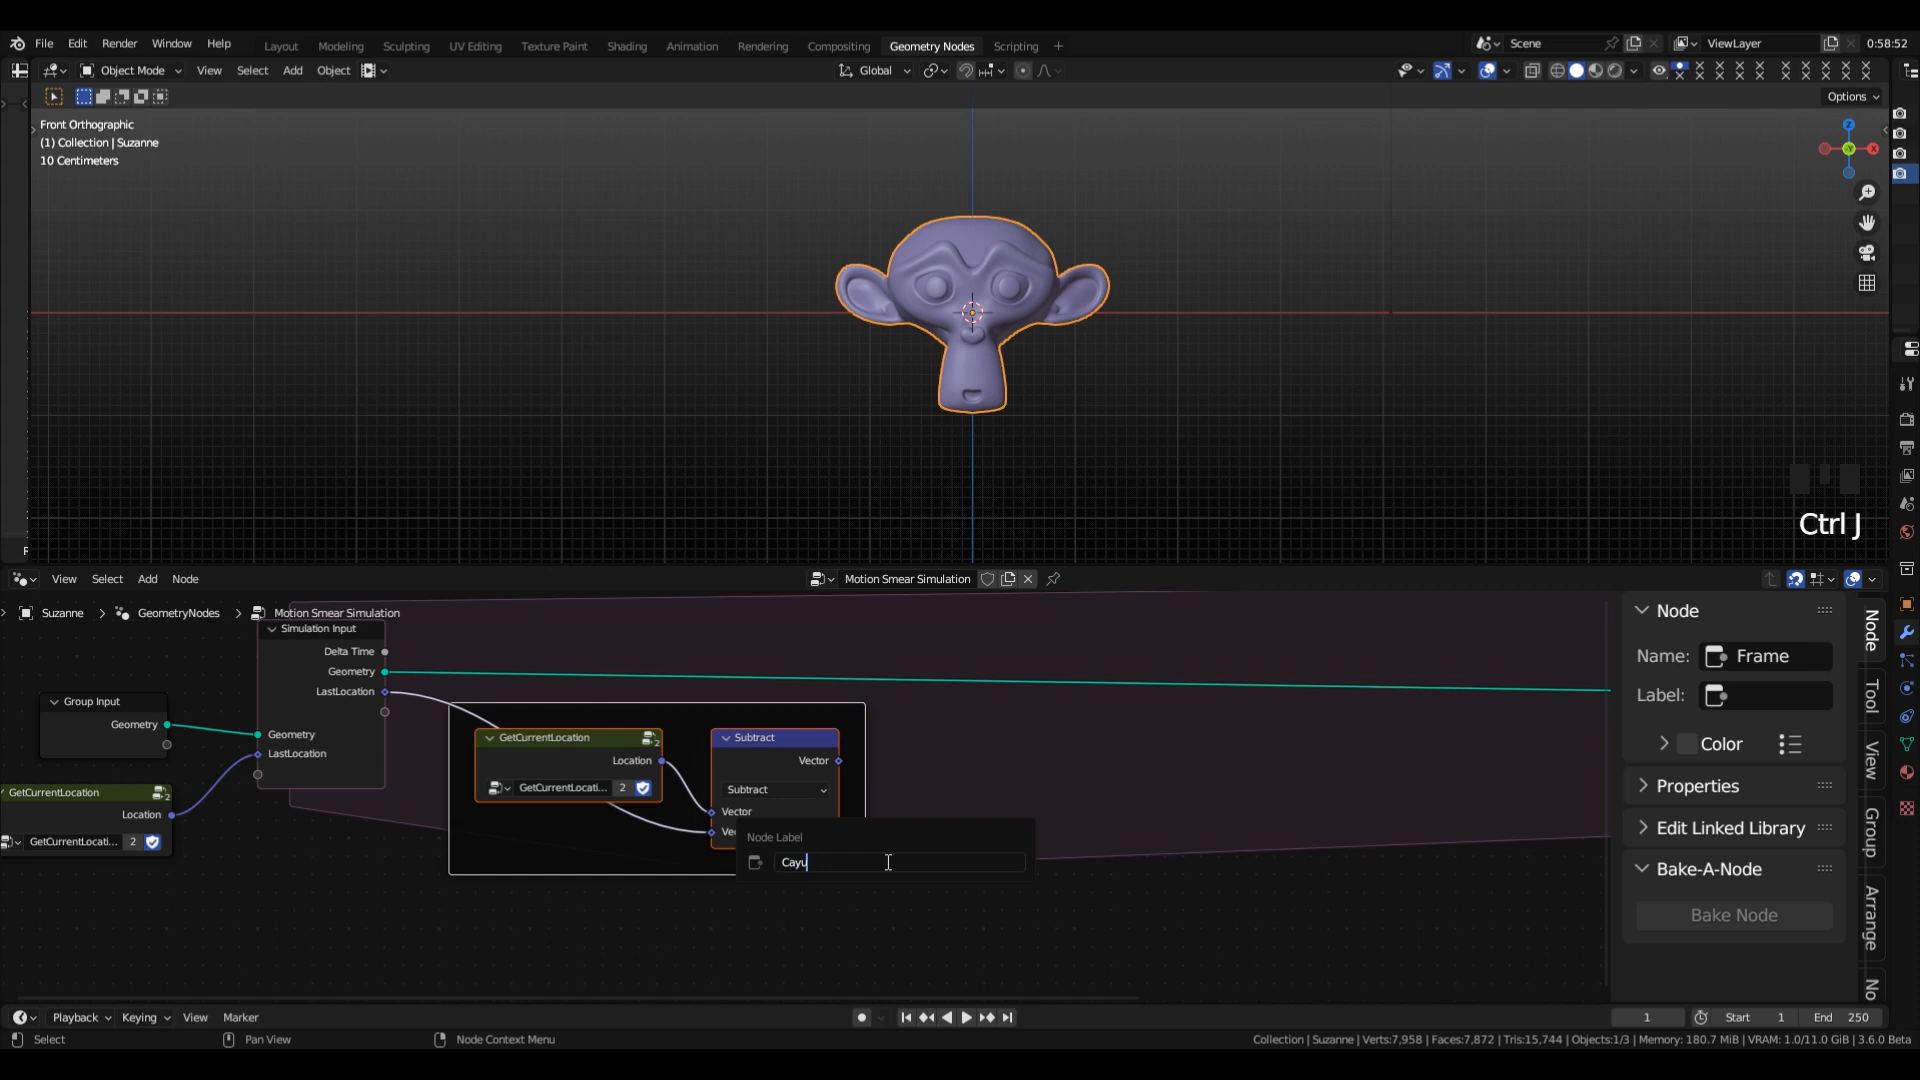 File Edit Render Window Help Layout Modeling Sculpting UV Editing Texture Paint Shading Animation Rendering Compositing Geometry Nodes Scripting + Scene ViewLayer 0:58:52
Object Mode View Select Add Object Global
Options
Front Orthographic
(1) Collection | Suzanne
10 Centimeters
Z
Y
X
Ctrl J
View Select Add Node Motion Smear Simulation
Suzanne > GeometryNodes > Motion Smear Simulation
Simulation Input
Delta Time
Geometry
LastLocation
Geometry
LastLocation
Group Input
Geometry
GetCurrentLocation
Location
GetCurrentLocati... 2
GetCurrentLocation
Location
GetCurrentLocati... 2
Subtract
Vector
Subtract
Vector
Vec
Node Label
Cayu
Node
Name: Frame
Label:
Color
Properties
Edit Linked Library
Bake-A-Node
Bake Node
Node
Tool
View
Group
Arrange
No
Playback Keying View Marker 1 Start 1 End 250
Select Pan View Node Context Menu Collection | Suzanne | Verts:7,958 | Faces:7,872 | Tris:15,744 | Objects:1/3 | Memory: 180.7 MiB | VRAM: 1.0/11.0 GiB | 3.6.0 Beta